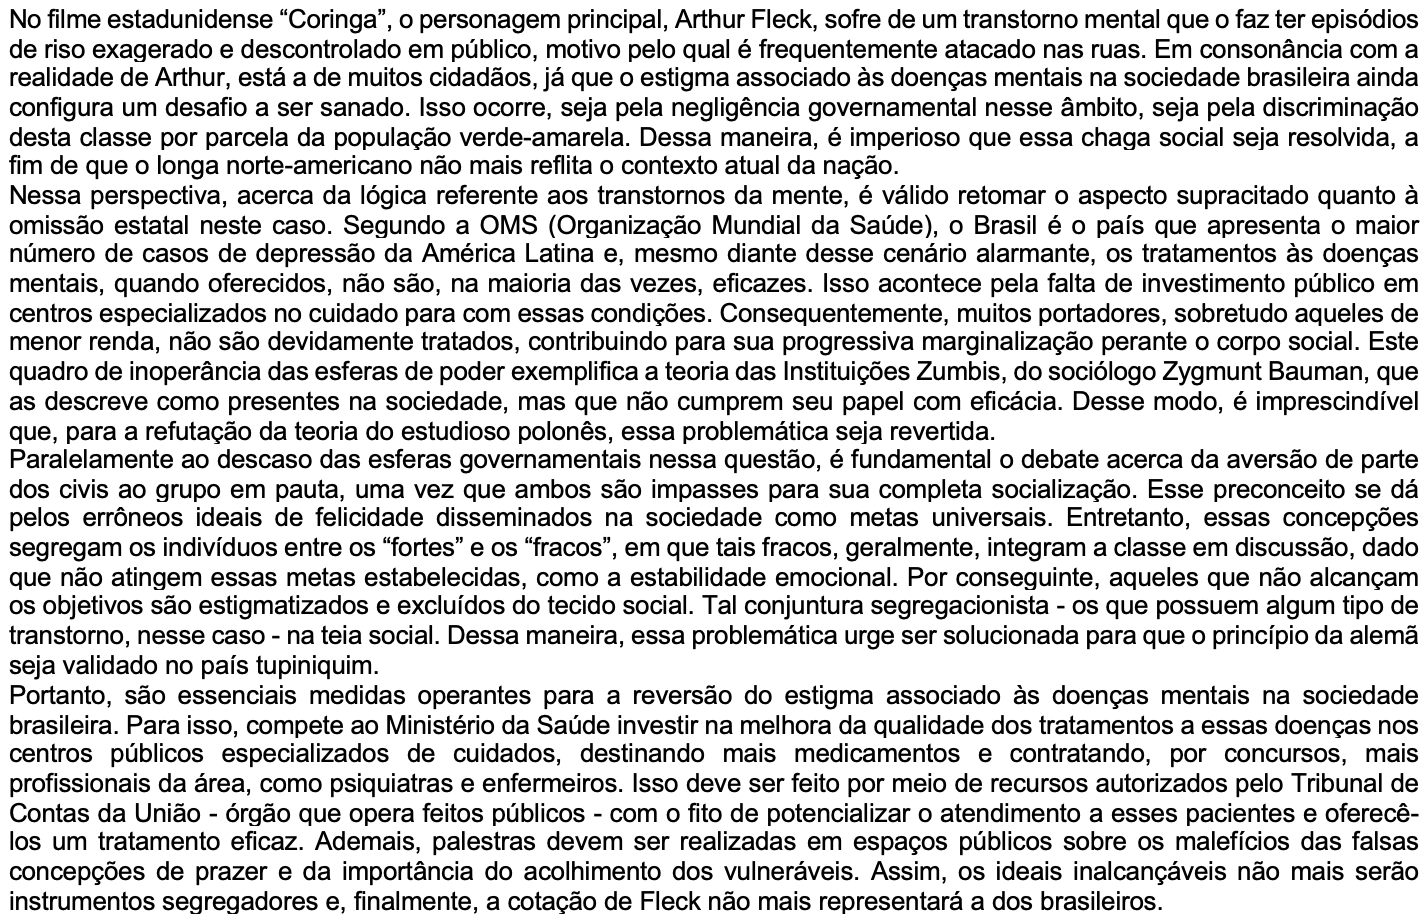 No filme estadunidense “Coringa”, o personagem principal, Arthur Fleck, sofre de um transtorno mental que o faz ter episódios
de riso exagerado e descontrolado em público, motivo pelo qual é frequentemente atacado nas ruas. Em consonância com a
realidade de Arthur, está a de muitos cidadãos, já que o estigma associado às doenças mentais na sociedade brasileira ainda
configura um desafio a ser sanado. Isso ocorre, seja pela negligência governamental nesse âmbito, seja pela discriminação
desta classe por parcela da população verde-amarela. Dessa maneira, é imperioso que essa chaga social seja resolvida, a
fim de que o longa norte-americano não mais reflita o contexto atual da nação.
Nessa perspectiva, acerca da lógica referente aos transtornos da mente, é válido retomar o aspecto supracitado quanto à
omissão estatal neste caso. Segundo a OMS (Organização Mundial da Saúde), o Brasil é o país que apresenta o maior
número de casos de depressão da América Latina e, mesmo diante desse cenário alarmante, os tratamentos às doenças
mentais, quando oferecidos, não são, na maioria das vezes, eficazes. Isso acontece pela falta de investimento público em
centros especializados no cuidado para com essas condições. Consequentemente, muitos portadores, sobretudo aqueles de
menor renda, não são devidamente tratados, contribuindo para sua progressiva marginalização perante o corpo social. Este
quadro de inoperância das esferas de poder exemplifica a teoria das Instituições Zumbis, do sociólogo Zygmunt Bauman, que
as descreve como presentes na sociedade, mas que não cumprem seu papel com eficácia. Desse modo, é imprescindível
que, para a refutação da teoria do estudioso polonês, essa problemática seja revertida.
Paralelamente ao descaso das esferas governamentais nessa questão, é fundamental o debate acerca da aversão de parte
dos civis ao grupo em pauta, uma vez que ambos são impasses para sua completa socialização. Esse preconceito se dá
pelos errôneos ideais de felicidade disseminados na sociedade como metas universais. Entretanto, essas concepções
segregam os indivíduos entre os “fortes” e os “fracos”, em que tais fracos, geralmente, integram a classe em discussão, dado
que não atingem essas metas estabelecidas, como a estabilidade emocional. Por conseguinte, aqueles que não alcançam
os objetivos são estigmatizados e excluídos do tecido social. Tal conjuntura segregacionista - os que possuem algum tipo de
transtorno, nesse caso - na teia social. Dessa maneira, essa problemática urge ser solucionada para que o princípio da alemã
seja validado no país tupiniquim.
Portanto, são essenciais medidas operantes para a reversão do estigma associado às doenças mentais na sociedade
brasileira. Para isso, compete ao Ministério da Saúde investir na melhora da qualidade dos tratamentos a essas doenças nos
centros públicos especializados de cuidados, destinando mais medicamentos e contratando, por concursos, mais
profissionais da área, como psiquiatras e enfermeiros. Isso deve ser feito por meio de recursos autorizados pelo Tribunal de
Contas da União - órgão que opera feitos públicos - com o fito de potencializar o atendimento a esses pacientes e oferecê-
los um tratamento eficaz. Ademais, palestras devem ser realizadas em espaços públicos sobre os malefícios das falsas
concepções de prazer e da importância do acolhimento dos vulneráveis. Assim, os ideais inalcançáveis não mais serão
instrumentos segregadores e, finalmente, a cotação de Fleck não mais representará a dos brasileiros.